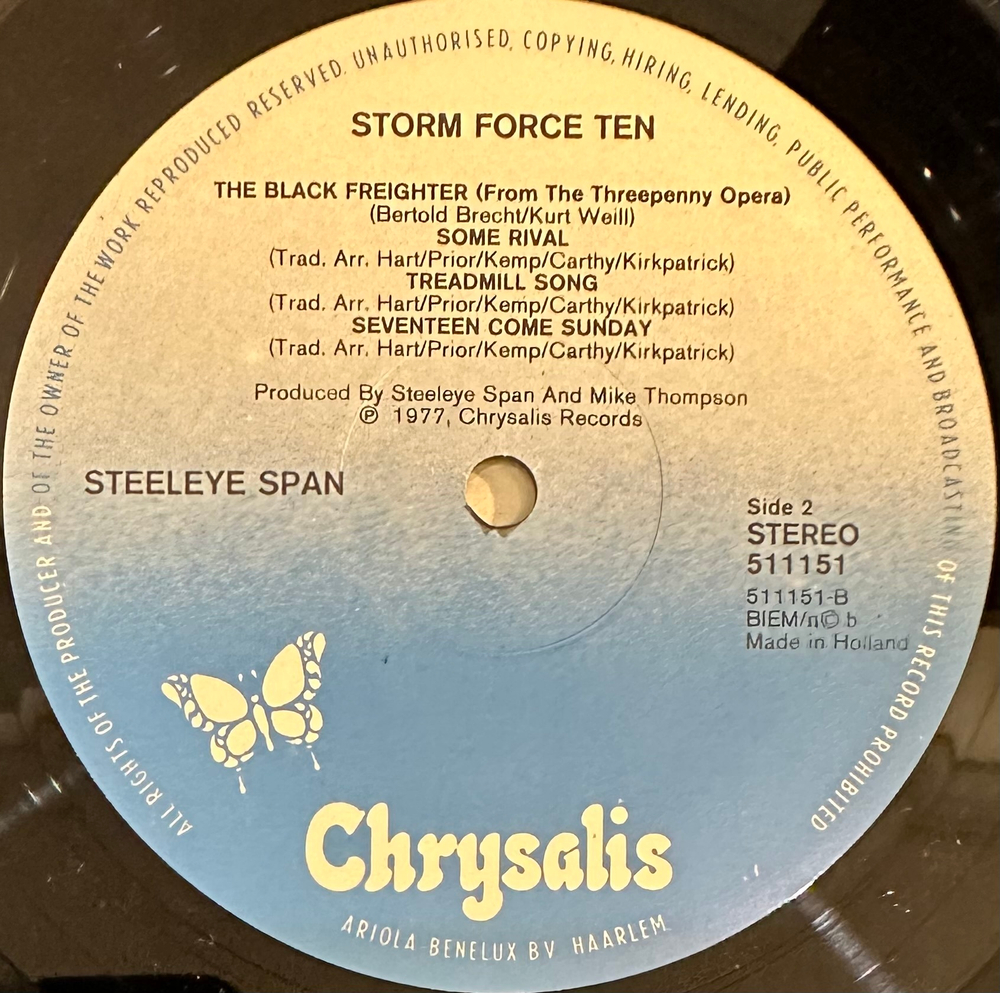 ALL RIGHTS OF THE PRODUCER AND OF THE OWNER OF THE WORK REPRODUCED RESERVED. UNAUTHORISED, COPYING, HIRING, LENDING, PUBLIC PERFORMANCE AND BROADCASTING OF THIS RECORD PROHIBITED
STORM FORCE TEN
THE BLACK FREIGHTER (From The Threepenny Opera)
(Bertold Brecht/Kurt Weill)
SOME RIVAL
(Trad. Arr. Hart/Prior/Kemp/Carthy/Kirkpatrick)
TREADMILL SONG
(Trad. Arr. Hart/Prior/Kemp/Carthy/Kirkpatrick)
SEVENTEEN COME SUNDAY
(Trad. Arr. Hart/Prior/Kemp/Carthy/Kirkpatrick)
Produced By Steeleye Span And Mike Thompson
℗ 1977, Chrysalis Records
STEELEYE SPAN
Side 2
STEREO
511151
511151-B
BIEM/n©b
Made in Holland
Chrysalis
ARIOLA BENELUX BV HAARLEM